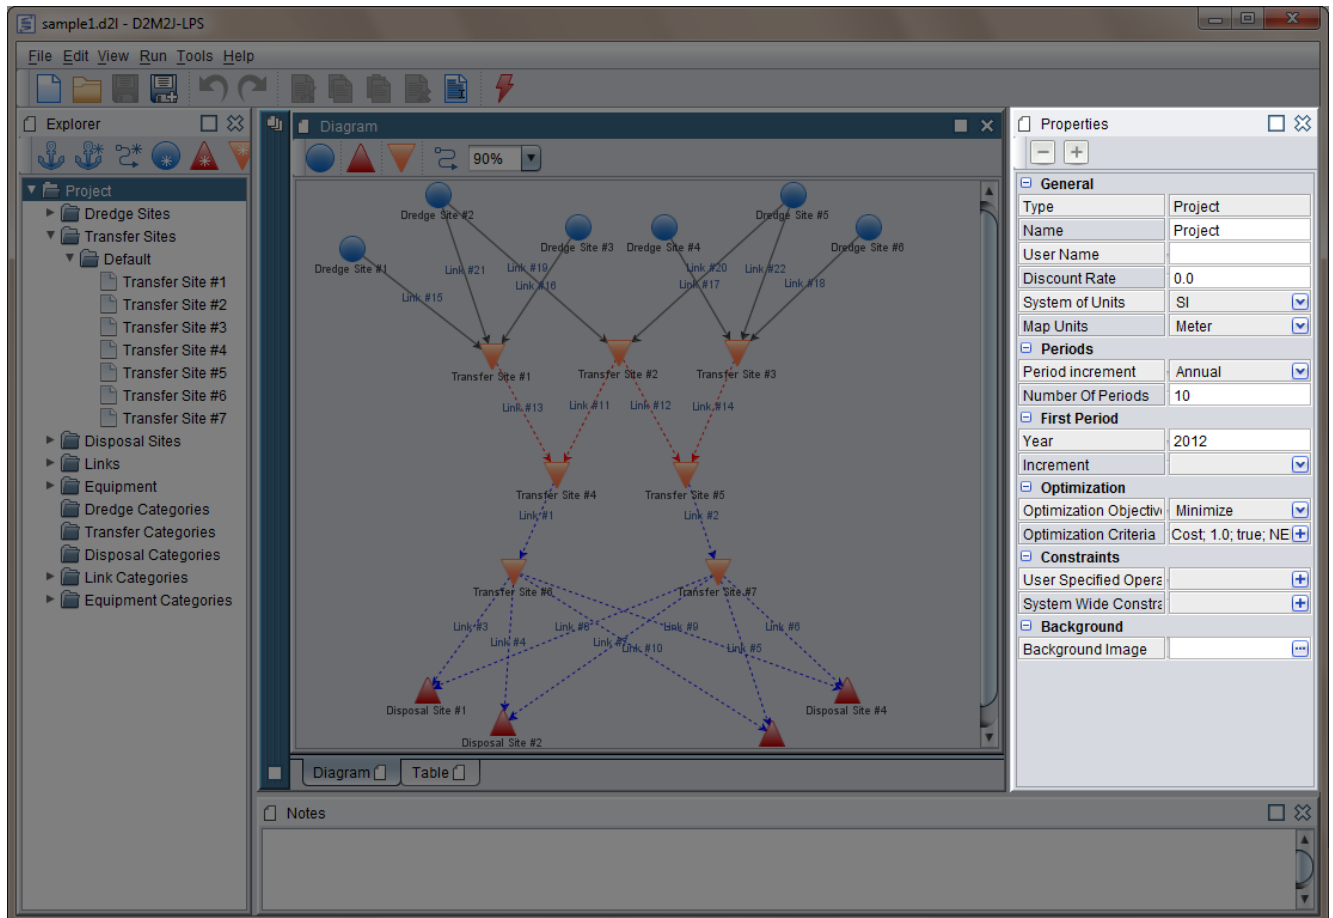 sample1.d2l - D2M2J-LPS
File Edit View Run Tools Help
Explorer
Project
Dredge Sites
Transfer Sites
Default
Transfer Site #1
Transfer Site #2
Transfer Site #3
Transfer Site #4
Transfer Site #5
Transfer Site #6
Transfer Site #7
Disposal Sites
Links
Equipment
Dredge Categories
Transfer Categories
Disposal Categories
Link Categories
Equipment Categories
Diagram
90%
Dredge Site #2
Dredge Site #5
Dredge Site #3
Dredge Site #4
Dredge Site #6
Dredge Site #1
Link #21
Link #19
Link #20
Link #22
Link #16
Link #17
Link #18
Link #15
Transfer Site #1
Transfer Site #2
Transfer Site #3
Link #13
Link #11
Link #12
Link #14
Transfer Site #4
Transfer Site #5
Link #1
Link #2
Transfer Site #6
Transfer Site #7
Link #3
Link #8
Link #9
Link #6
Link #4
Link #7
Link #10
Link #5
Disposal Site #1
Disposal Site #4
Disposal Site #2
Diagram
Table
Notes
Properties
General
Type Project
Name Project
User Name
Discount Rate 0.0
System of Units SI
Map Units Meter
Periods
Period increment Annual
Number Of Periods 10
First Period
Year 2012
Increment
Optimization
Optimization Objectiv Minimize
Optimization Criteria Cost; 1.0; true; NE
Constraints
User Specified Opera
System Wide Constra
Background
Background Image